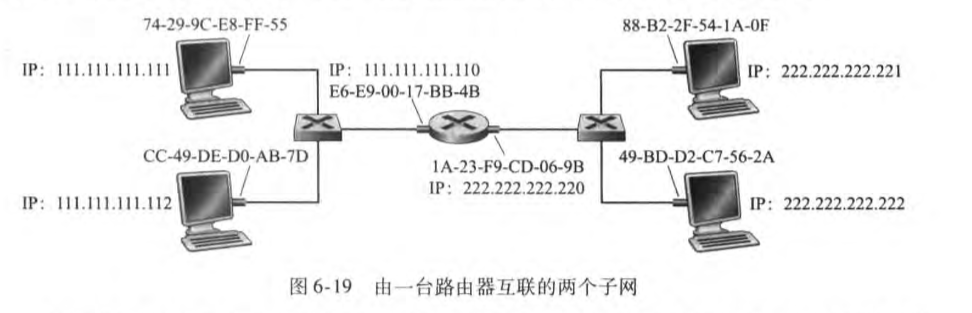 74-29-9C-E8-FF-55
88-B2-2F-54-1A-0F
IP: 111.111.111.111
IP: 111.111.111.110
E6-E9-00-17-BB-4B
IP: 222.222.222.221
CC-49-DE-D0-AB-7D
1A-23-F9-CD-06-9B
IP: 222.222.222.220
49-BD-D2-C7-56-2A
IP: 111.111.111.112
IP: 222.222.222.222
图 6-19 由一台路由器互联的两个子网